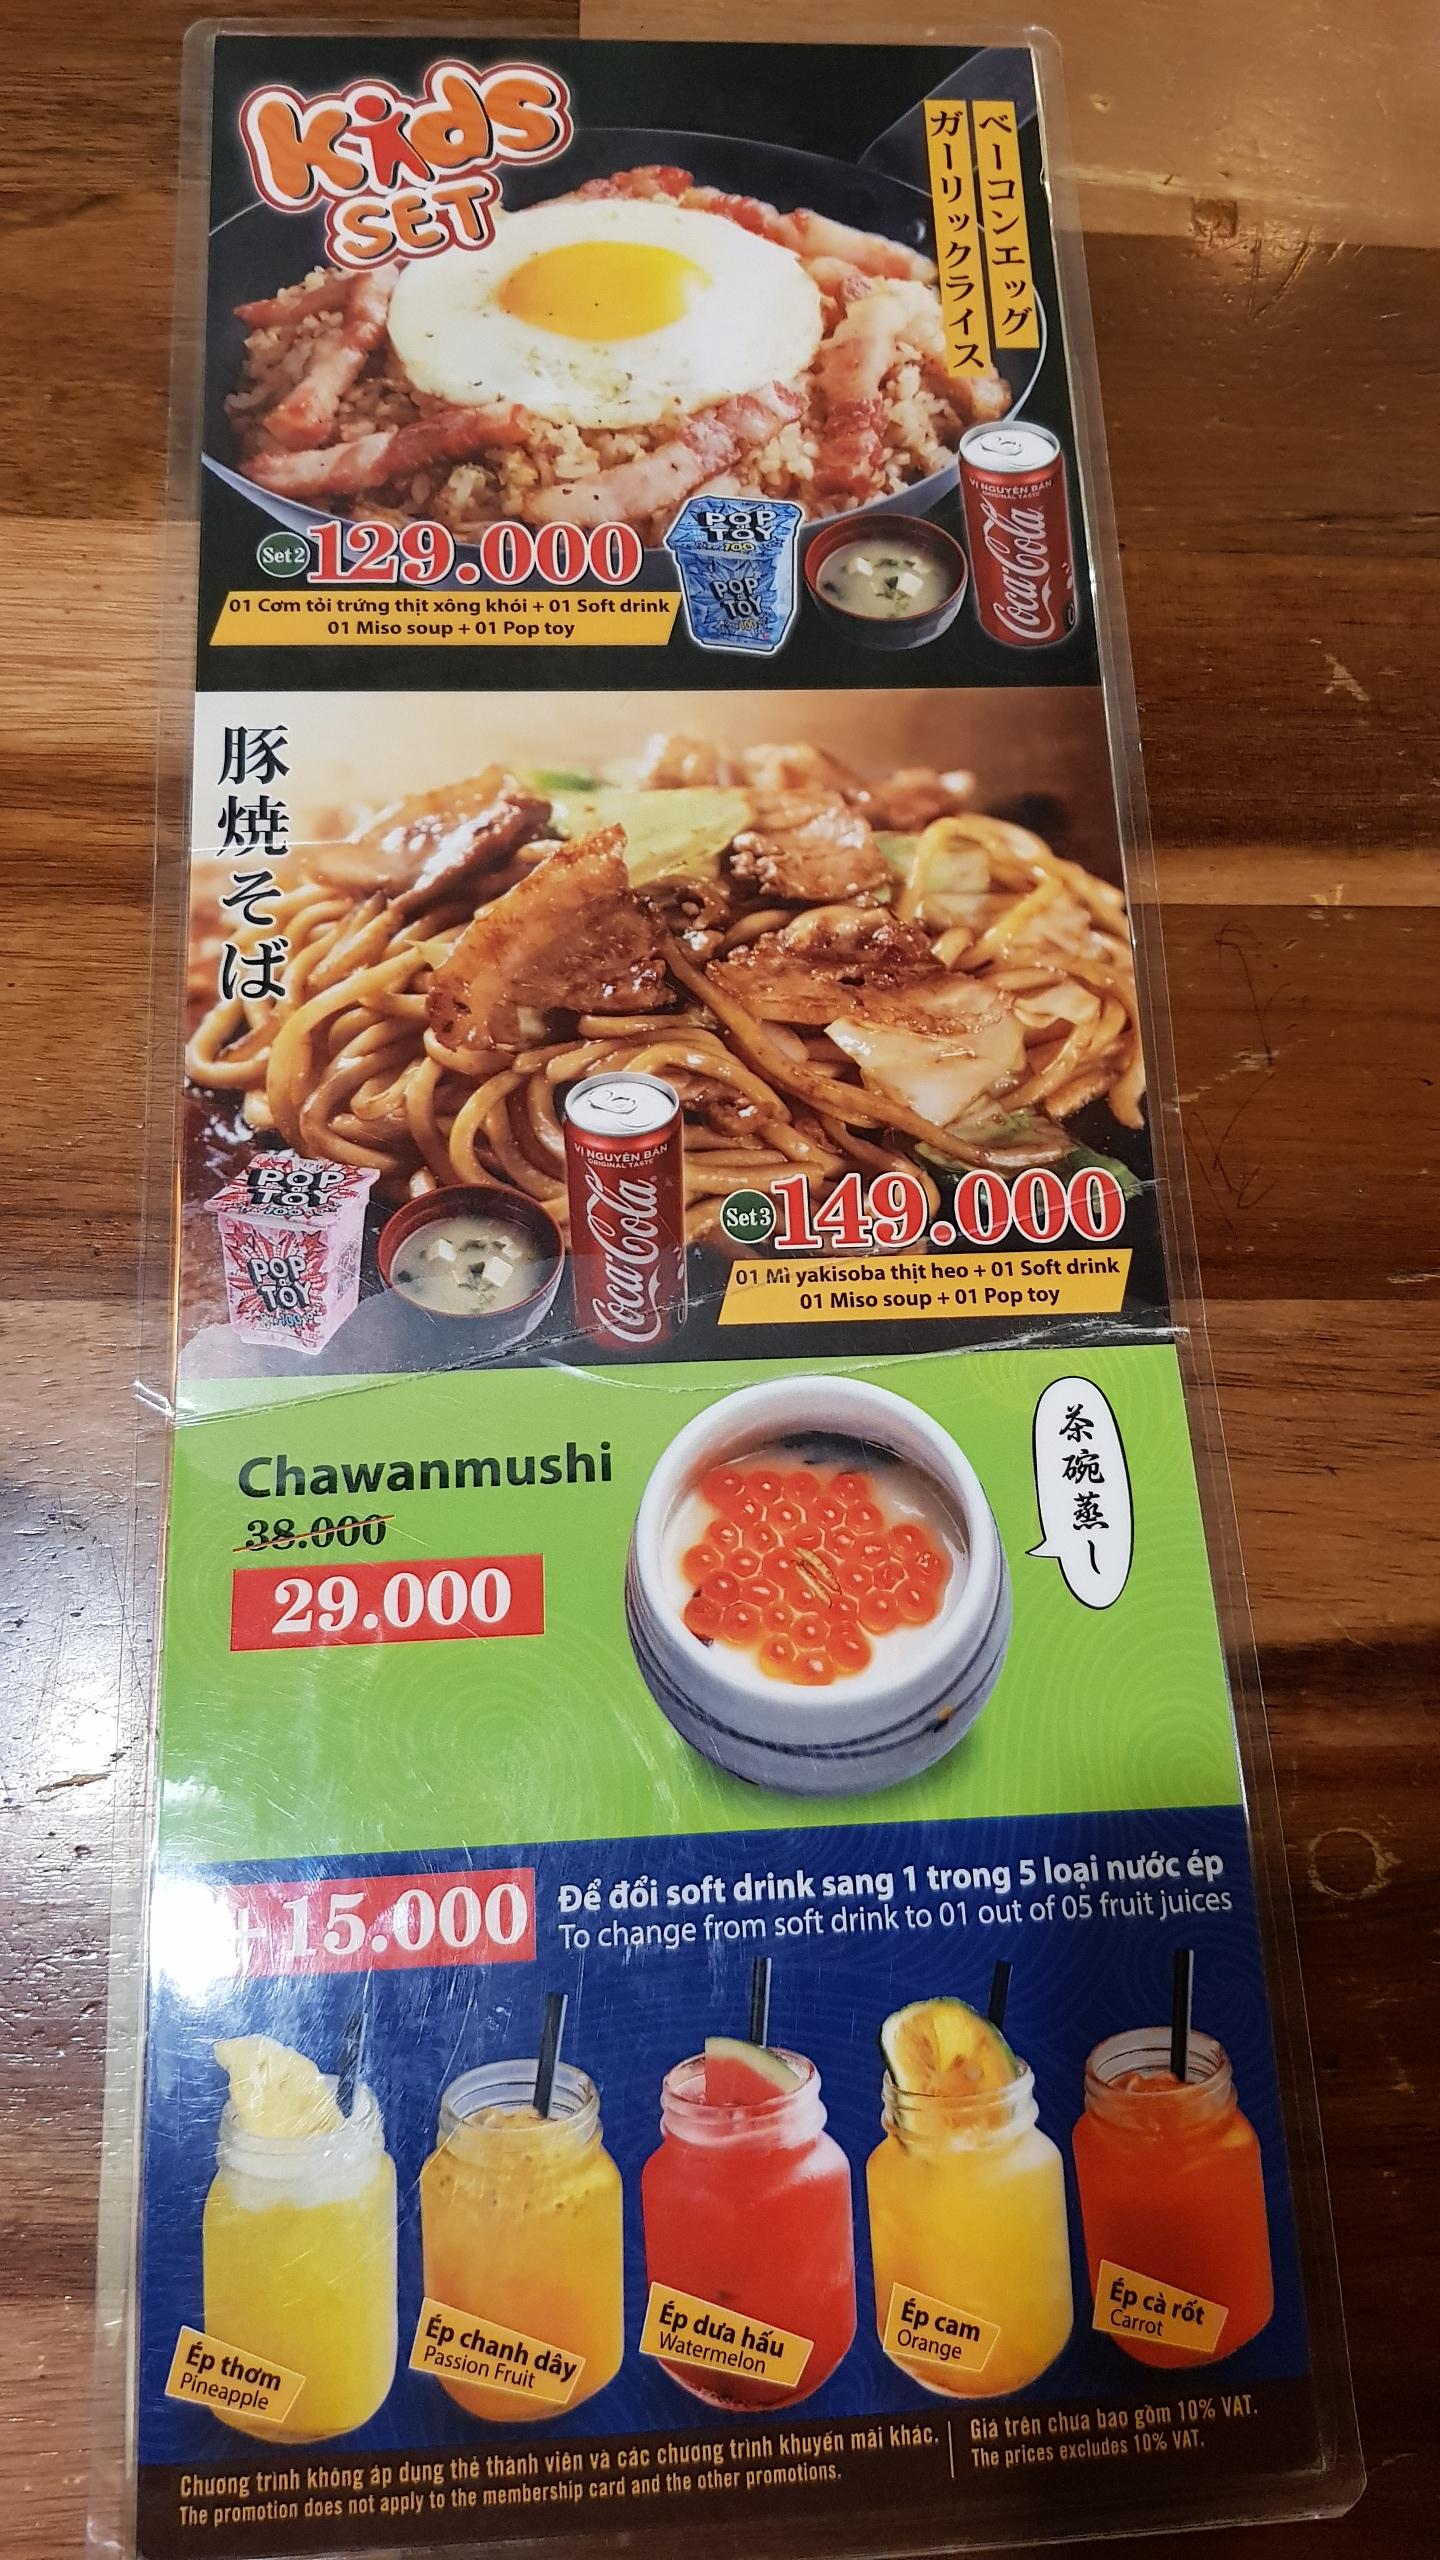 Kids
SET
ベーコンエッグ
ガーリックライス
VỊ NGUYÊN BẢN
ORIGINAL TASTE
Coca-Cola
POP
a
TOY
100
POP
a
TOY
100
Set 2
129.000
01 Cơm tỏi trứng thịt xông khói + 01 Soft drink
01 Miso soup + 01 Pop toy
豚焼そば
VỊ NGUYÊN BẢN
ORIGINAL TASTE
Coca-Cola
POP
a
TOY
100
POP
a
TOY
100
Set 3
149.000
01 Mì yakisoba thịt heo + 01 Soft drink
01 Miso soup + 01 Pop toy
Chawanmushi
38.000
29.000
茶碗蒸し
+15.000
Để đổi soft drink sang 1 trong 5 loại nước ép
To change from soft drink to 01 out of 05 fruit juices
Ép thơm
Pineapple
Ép chanh dây
Passion Fruit
Ép dưa hấu
Watermelon
Ép cam
Orange
Ép cà rốt
Carrot
Chương trình không áp dụng thẻ thành viên và các chương trình khuyến mãi khác.
The promotion does not apply to the membership card and the other promotions.
Giá trên chưa bao gồm 10% VAT.
The prices excludes 10% VAT.